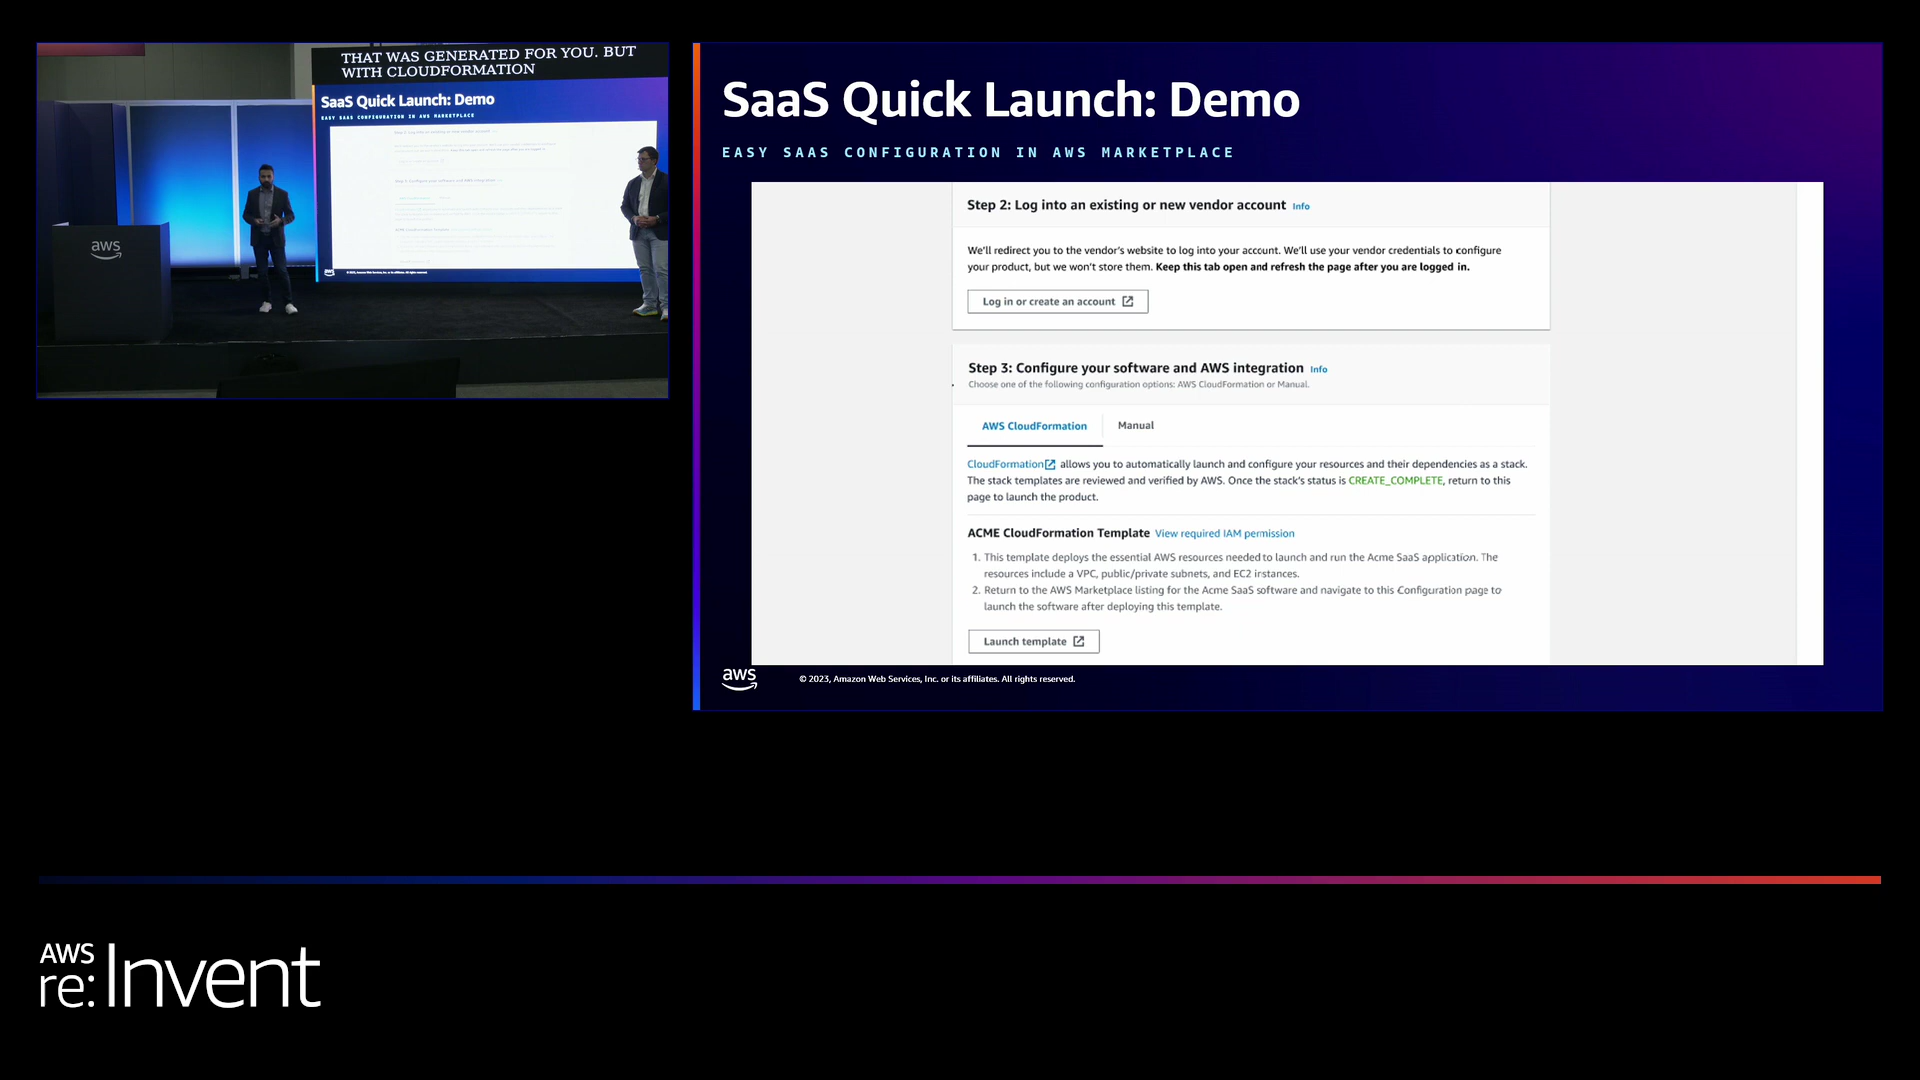 THAT WAS GENERATED FOR YOU. BUT
WITH CLOUDFORMATION
SaaS Quick Launch: Demo
EASY SAAS CONFIGURATION IN AWS MARKETPLACE
aws
SaaS Quick Launch: Demo
EASY SAAS CONFIGURATION IN AWS MARKETPLACE
Step 2: Log into an existing or new vendor account Info
We'll redirect you to the vendor's website to log into your account. We'll use your vendor credentials to configure
your product, but we won't store them. Keep this tab open and refresh the page after you are logged in.
Log in or create an account
Step 3: Configure your software and AWS integration Info
Choose one of the following configuration options: AWS CloudFormation or Manual.
AWS CloudFormation Manual
CloudFormation allows you to automatically launch and configure your resources and their dependencies as a stack.
The stack templates are reviewed and verified by AWS. Once the stack's status is CREATE_COMPLETE, return to this
page to launch the product.
ACME CloudFormation Template View required IAM permission
1. This template deploys the essential AWS resources needed to launch and run the Acme SaaS application. The
resources include a VPC, public/private subnets, and EC2 instances.
2. Return to the AWS Marketplace listing for the Acme SaaS software and navigate to this Configuration page to
launch the software after deploying this template.
Launch template
aws
© 2023, Amazon Web Services, Inc. or its affiliates. All rights reserved.
AWS
re:Invent